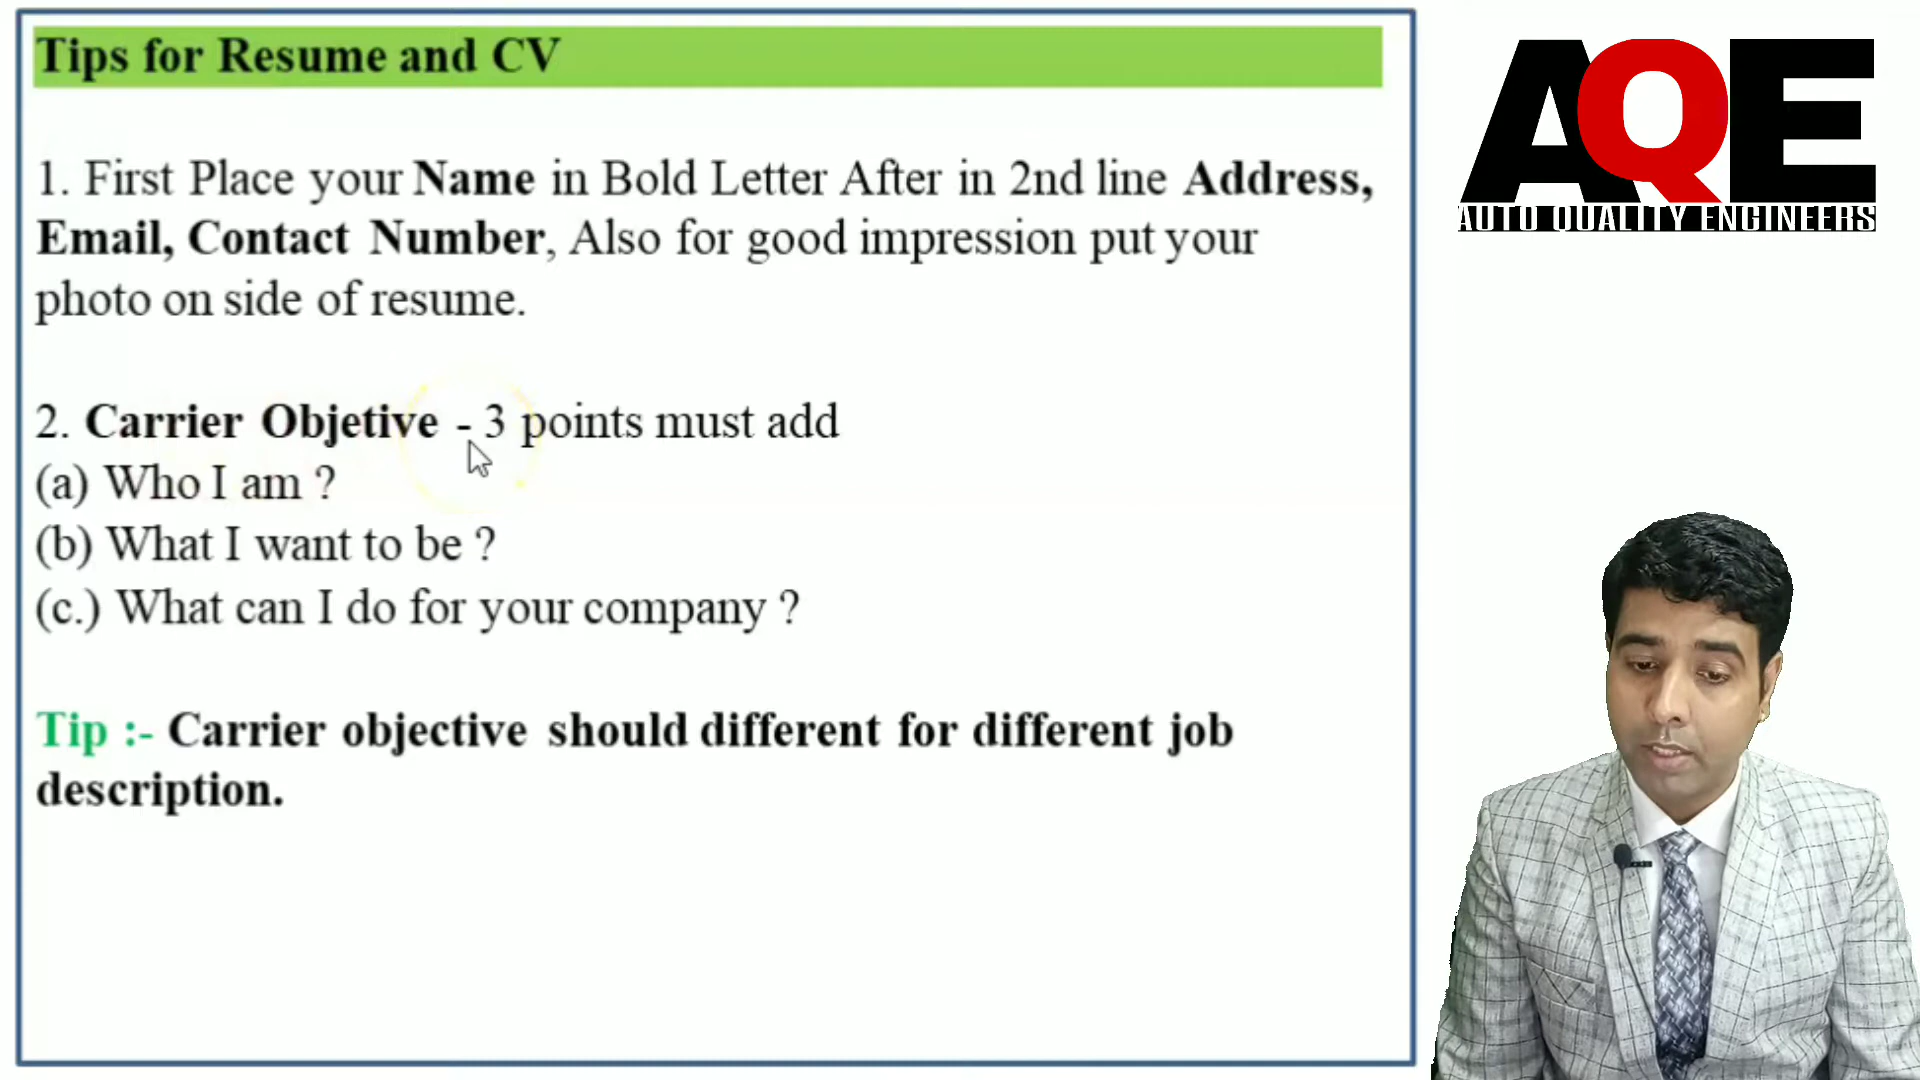 Tips for Resume and CV
1. First Place your Name in Bold Letter After in 2nd line Address,
Email, Contact Number, Also for good impression put your
photo on side of resume.
2. Carrier Objetive - 3 points must add
(a) Who I am ?
(b) What I want to be ?
(c.) What can I do for your company ?
Tip :- Carrier objective should different for different job
description.
AQE
AUTO QUALITY ENGINEERS